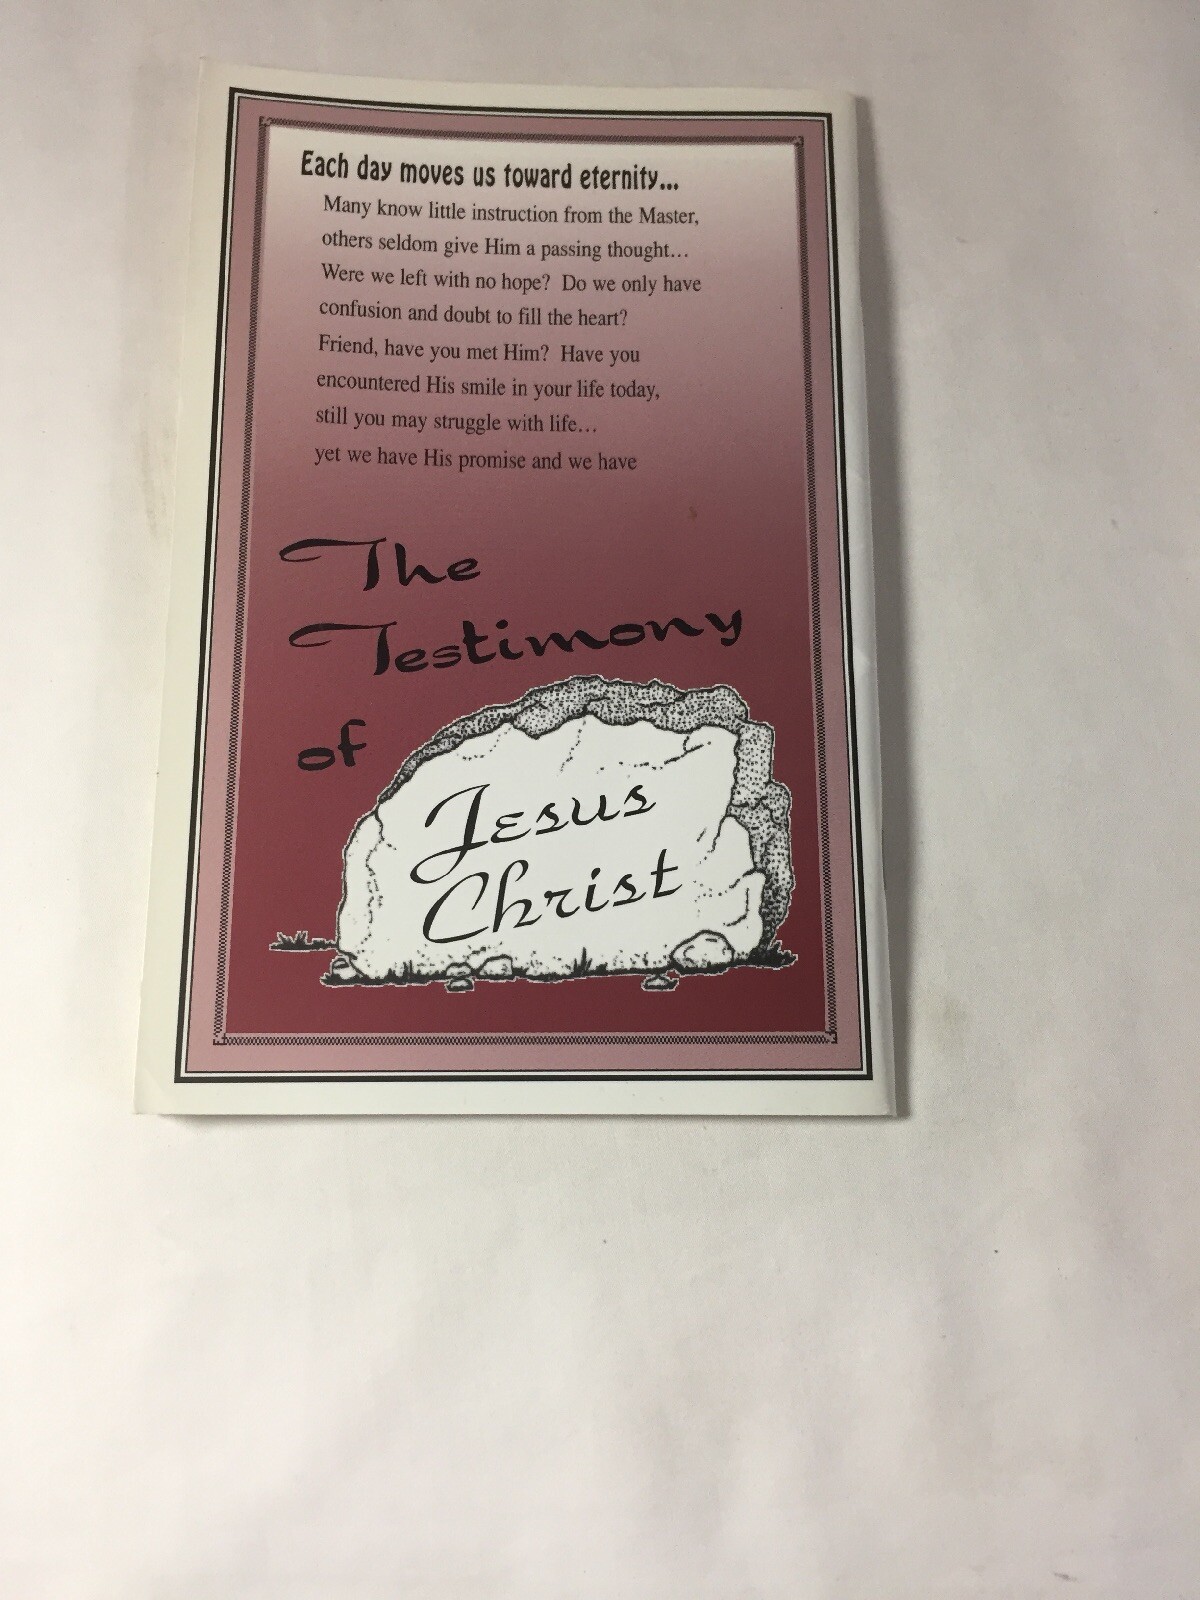 Each day moves us toward eternity...
Many know little instruction from the Master,
others seldom give Him a passing thought…
Were we left with no hope? Do we only have
confusion and doubt to fill the heart?
Friend, have you met Him? Have you
encountered His smile in your life today,
still you may struggle with life…
yet we have His promise and we have
The
Testimony
of
Jesus
Christ